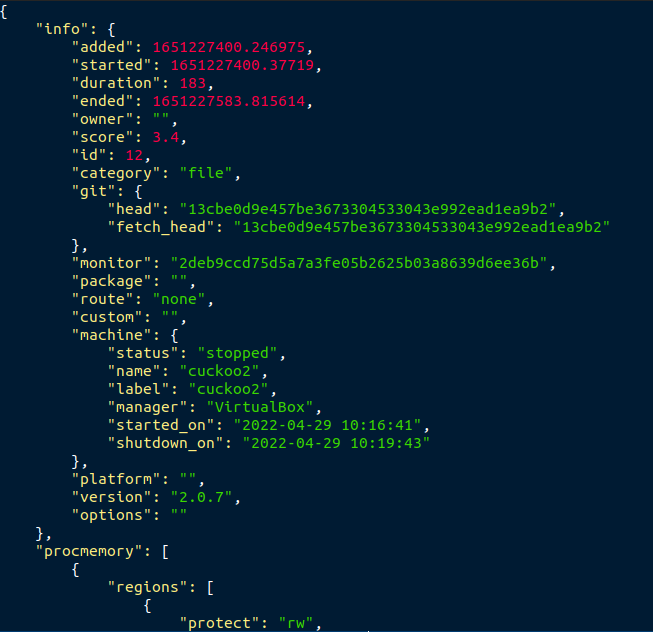 {
    "info": {
        "added": 1651227400.246975,
        "started": 1651227400.37719,
        "duration": 183,
        "ended": 1651227583.815614,
        "owner": "",
        "score": 3.4,
        "id": 12,
        "category": "file",
        "git": {
            "head": "13cbe0d9e457be3673304533043e992ead1ea9b2",
            "fetch_head": "13cbe0d9e457be3673304533043e992ead1ea9b2"
        },
        "monitor": "2deb9ccd75d5a7a3fe05b2625b03a8639d6ee36b",
        "package": "",
        "route": "none",
        "custom": "",
        "machine": {
            "status": "stopped",
            "name": "cuckoo2",
            "label": "cuckoo2",
            "manager": "VirtualBox",
            "started_on": "2022-04-29 10:16:41",
            "shutdown_on": "2022-04-29 10:19:43"
        },
        "platform": "",
        "version": "2.0.7",
        "options": ""
    },
    "procmemory": [
        {
            "regions": [
                {
                    "protect": "rw",